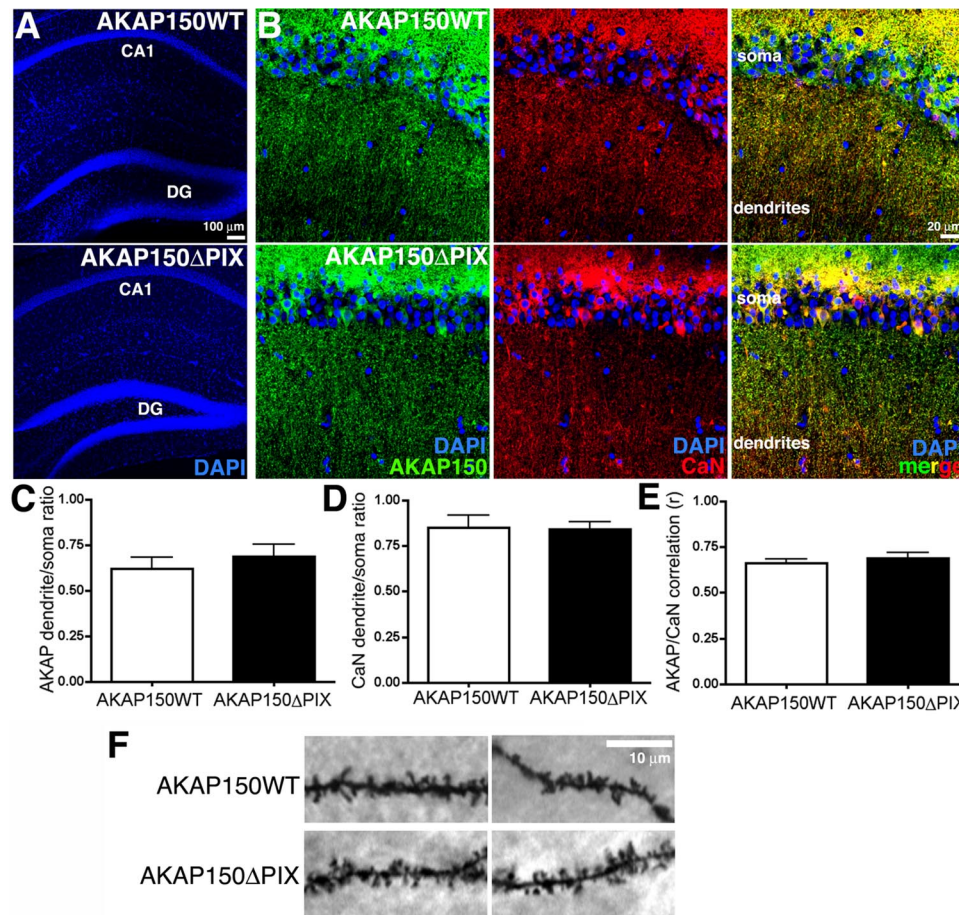 A
AKAP150WT
CA1
DG
100 μm
AKAP150ΔPIX
CA1
DG
DAPI
B
AKAP150WT
soma
dendrites
20 μm
AKAP150ΔPIX
soma
dendrites
DAPI
AKAP150
DAPI
CaN
DAPI
merge
C
AKAP dendrite/soma ratio
1.00
0.75
0.50
0.25
0.00
AKAP150WT
AKAP150ΔPIX
D
CaN dendrite/soma ratio
1.00
0.75
0.50
0.25
0.00
AKAP150WT
AKAP150ΔPIX
E
AKAP/CaN correlation (r)
1.00
0.75
0.50
0.25
0.00
AKAP150WT
AKAP150ΔPIX
F
10 μm
AKAP150WT
AKAP150ΔPIX